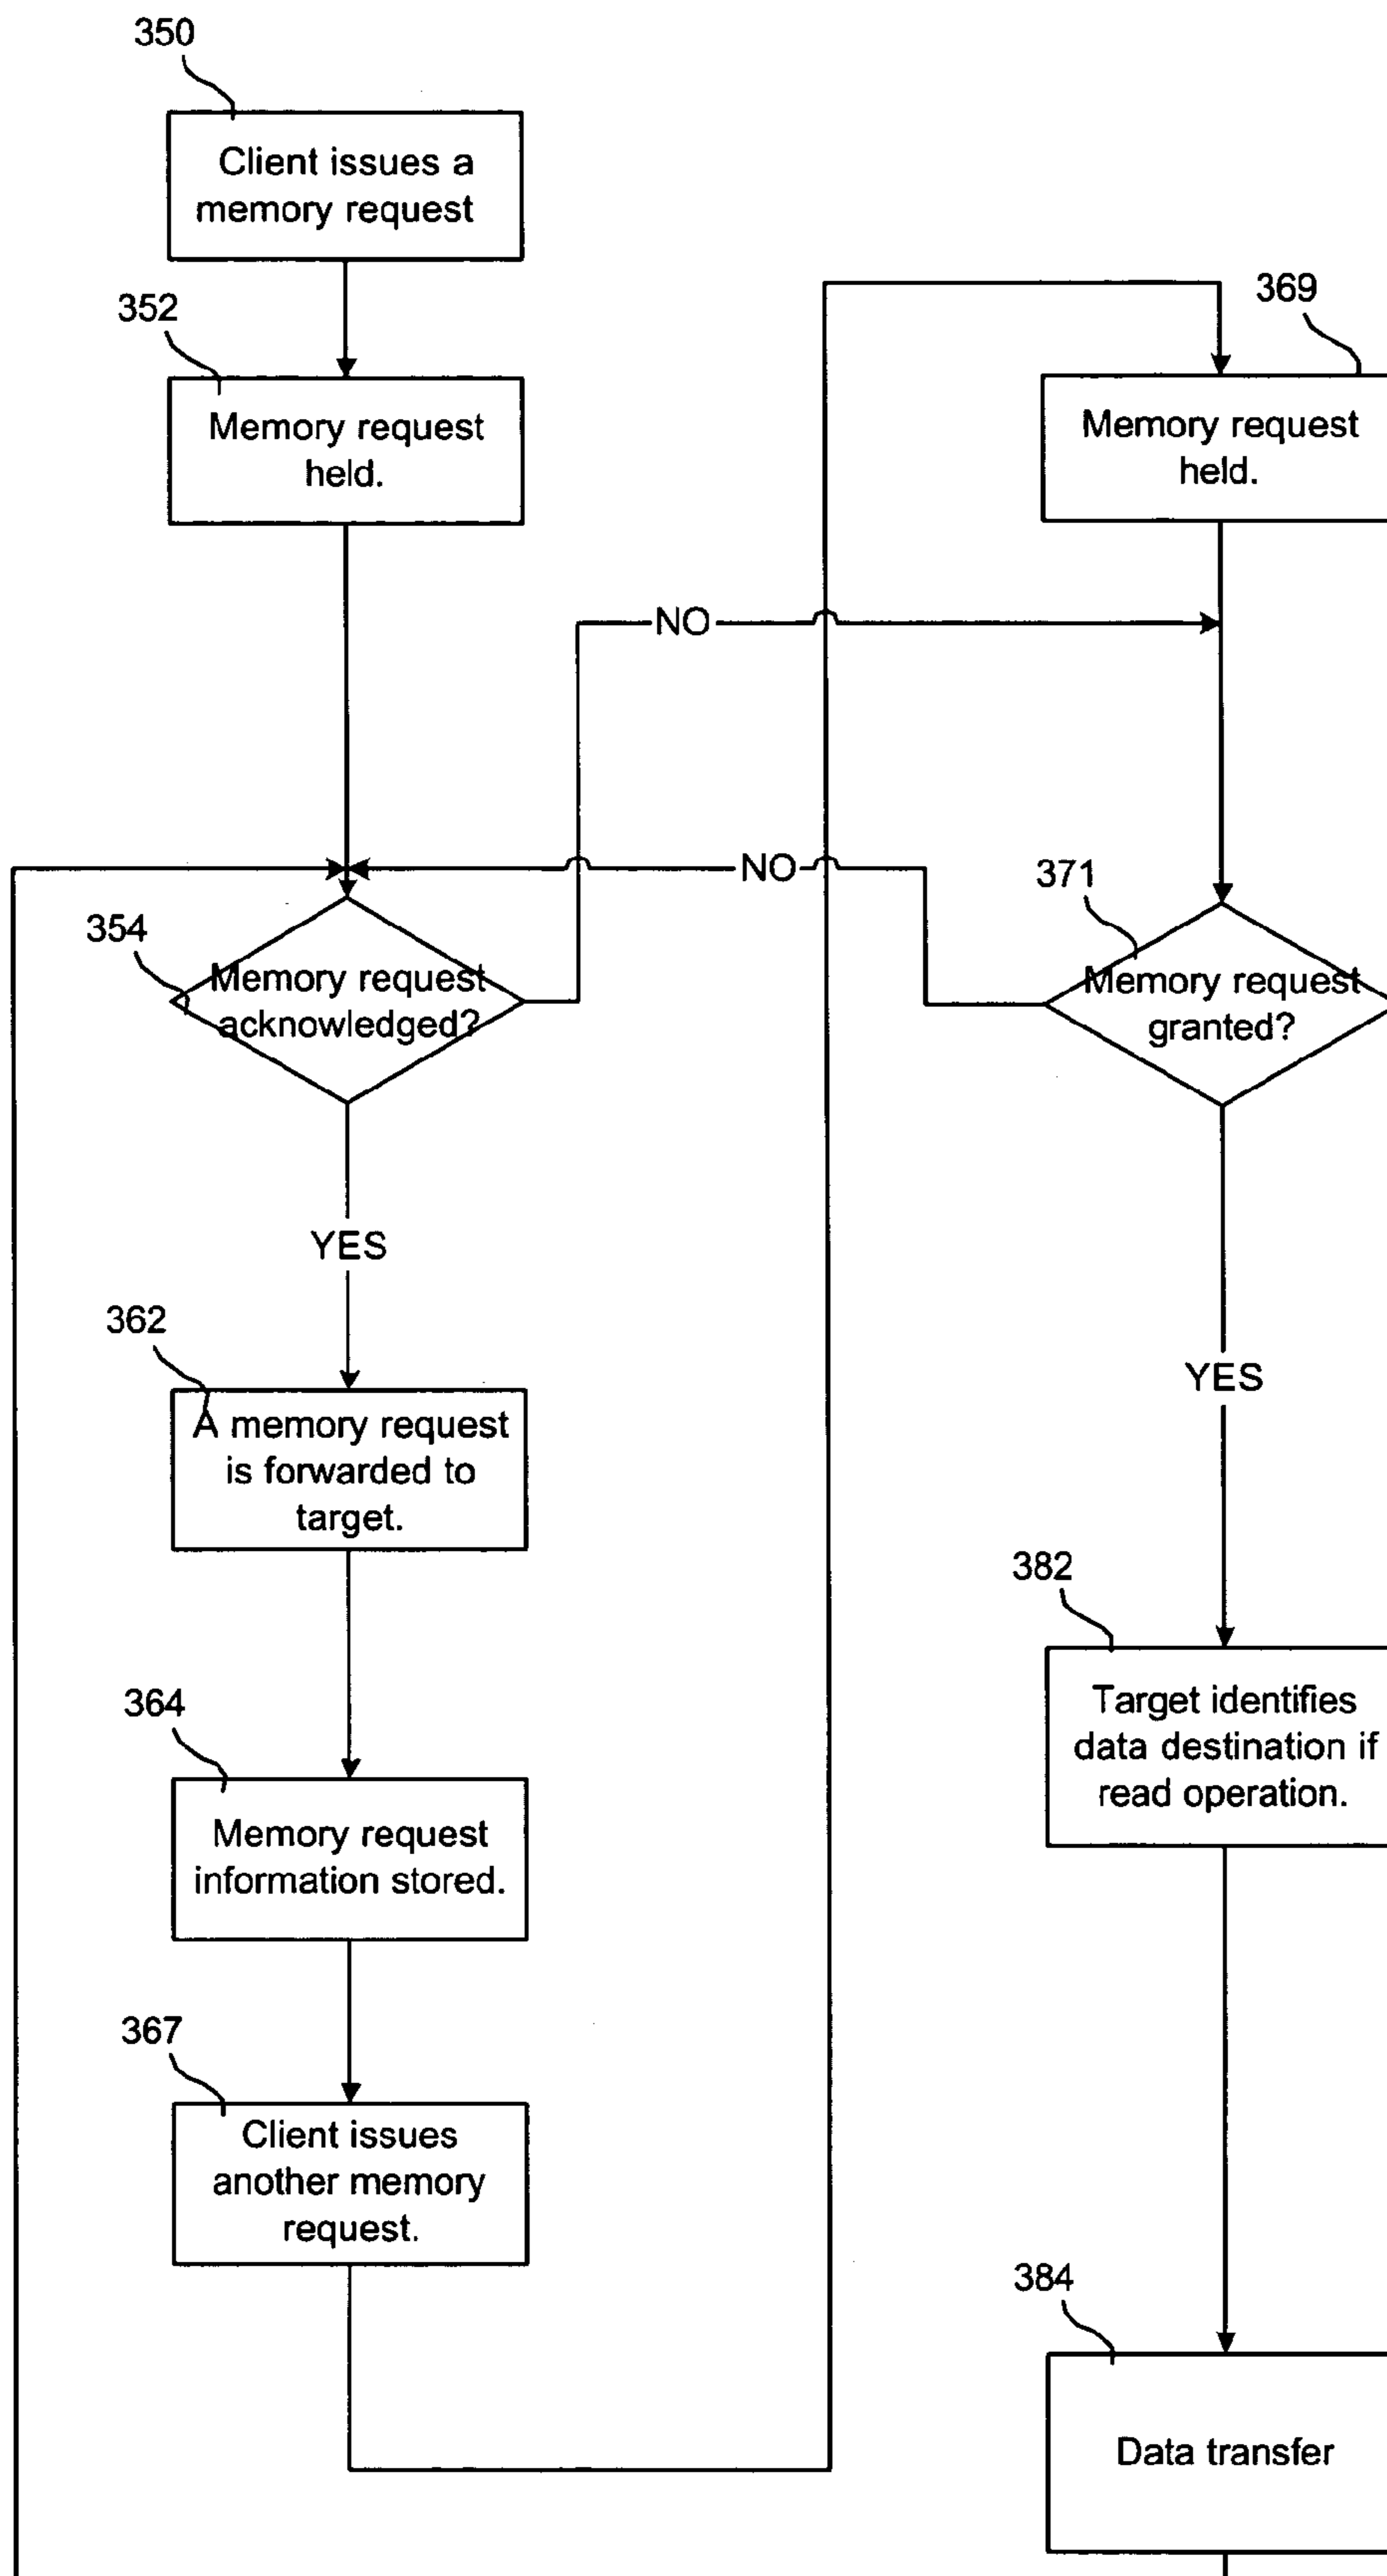 350
Client issues a
memory request
352
Memory request
held.
354
Memory request
acknowledged?
NO
YES
362
A memory request
is forwarded to
target.
364
Memory request
information stored.
367
Client issues
another memory
request.
369
Memory request
held.
371
Memory request
granted?
NO
YES
382
Target identifies
data destination if
read operation.
384
Data transfer